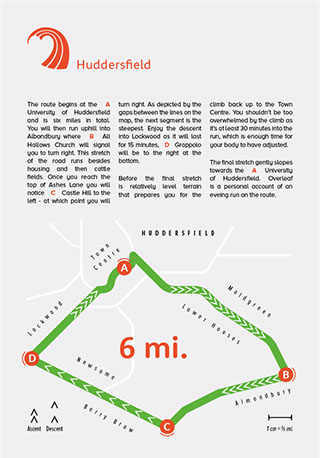 Huddersfield
The route begins at the A
University of Huddersfield
and is six miles in total.
You will then run uphill into
Albandbury where B All
Hallows Church will signal
you to turn right. This stretch
of the road runs besides
housing and then cattle
fields. Once you reach the
top of Ashes Lane you will
notice C Castle Hill to the
left - at which point you will
turn right. As depicted by the
gaps between the lines on the
map, the next segment is the
steepest. Enjoy the descent
into Lockwood as it will last
for 15 minutes, D Grappolo
will be to the right at the
bottom.
Before the final stretch
is relatively level terrain
that prepares you for the
climb back up to the Town
Centre. You shouldn't be too
overwhelmed by the climb as
it's at least 30 minutes into the
run, which is enough time for
your body to have adjusted.
The final stretch gently slopes
towards the A University
of Huddersfield. Overleaf
is a personal account of an
eveing run on the route.
HUDDERSFIELD
Town
Centre
A
Lockwood
Moldgreen
Lower Houses
6 mi.
D
Newsome
B
Almondbury
Berry Brow
C
Ascent Descent
1 cm = ½ mi.